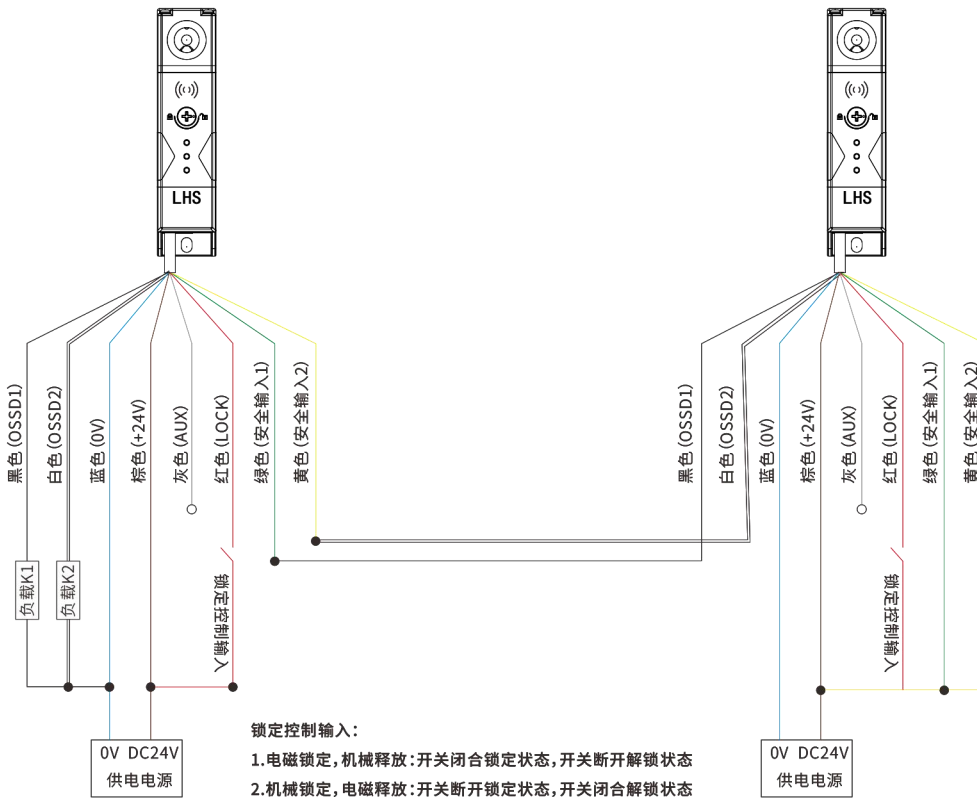 LHS
LHS
黑色(OSSD1)
白色(OSSD2)
蓝色(0V)
棕色(+24V)
灰色(AUX)
红色(LOCK)
绿色(安全输入1)
黄色(安全输入2)
黑色(OSSD1)
白色(OSSD2)
蓝色(0V)
棕色(+24V)
灰色(AUX)
红色(LOCK)
绿色(安全输入1)
黄色(安全输入2)
负载K1
负载K2
锁定控制输入
锁定控制输入
0V DC24V
供电电源
0V DC24V
供电电源
锁定控制输入:
1.电磁锁定,机械释放:开关闭合锁定状态,开关断开解锁状态
2.机械锁定,电磁释放:开关断开锁定状态,开关闭合解锁状态